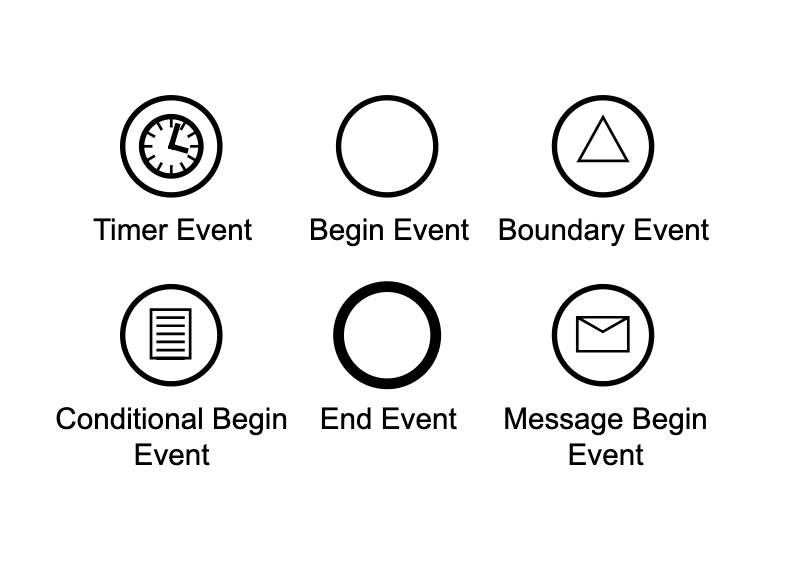 Timer Event
Begin Event
Boundary Event
Conditional Begin
Event
End Event
Message Begin
Event